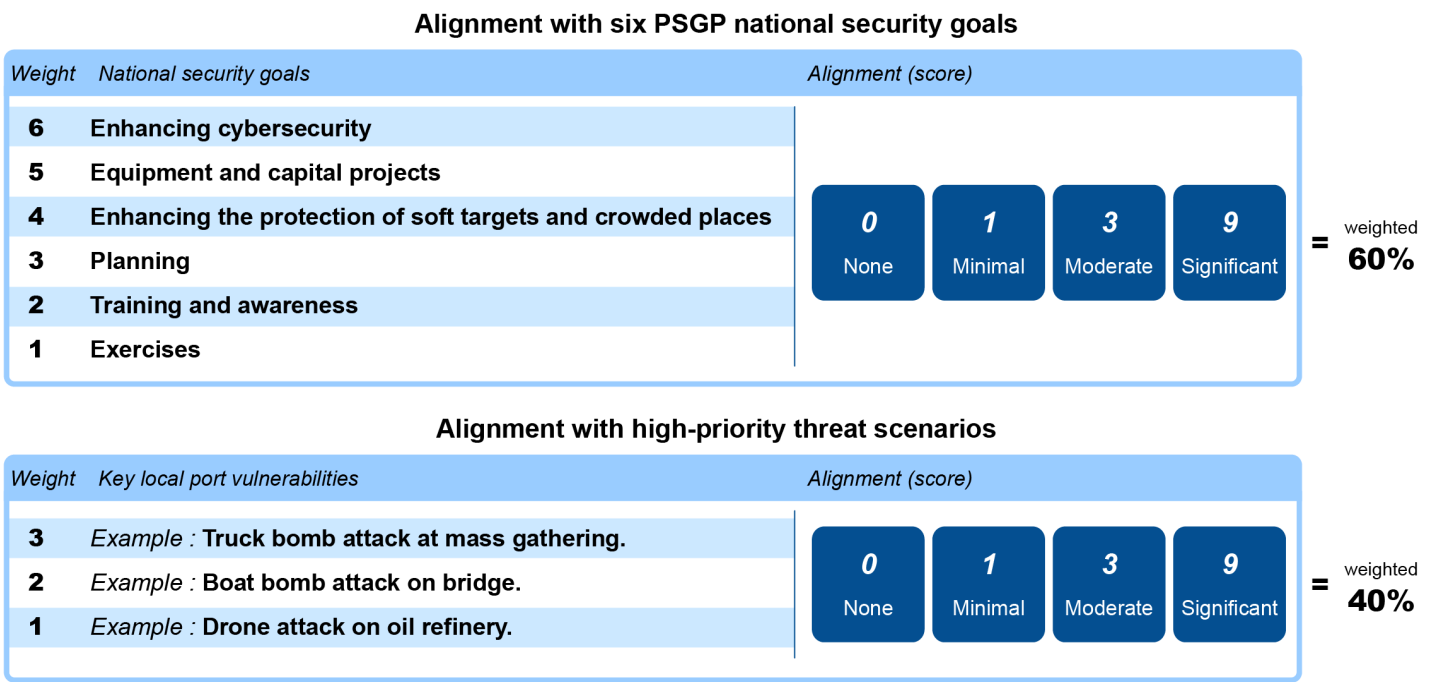 Alignment with six PSGP national security goals
Weight National security goals Alignment (score)
6 Enhancing cybersecurity
5 Equipment and capital projects
4 Enhancing the protection of soft targets and crowded places
3 Planning
2 Training and awareness
1 Exercises
0 1 3 9
None Minimal Moderate Significant
= weighted
60%
Alignment with high-priority threat scenarios
Weight Key local port vulnerabilities Alignment (score)
3 Example : Truck bomb attack at mass gathering.
2 Example : Boat bomb attack on bridge.
1 Example : Drone attack on oil refinery.
0 1 3 9
None Minimal Moderate Significant
= weighted
40%